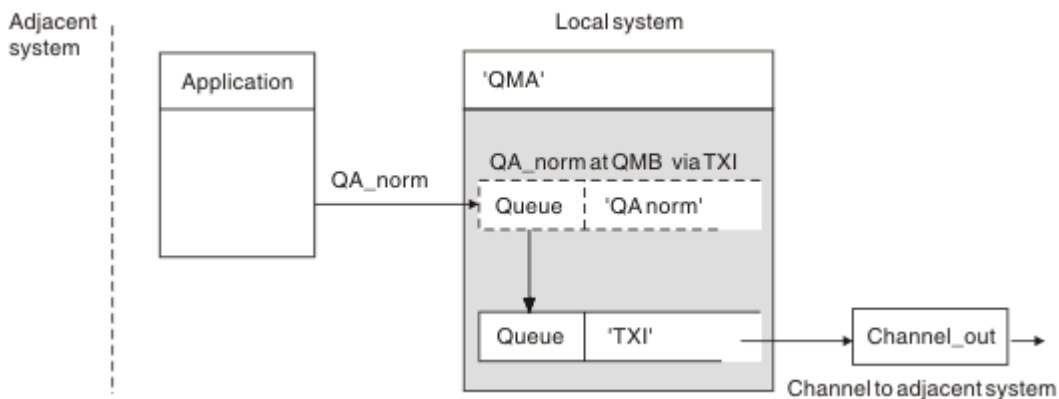 Adjacent
system
Local system
Application
'QMA'
QA_norm at QMB via TXI
QA_norm
Queue 'QA norm'
Queue 'TXI'
Channel_out
Channel to adjacent system